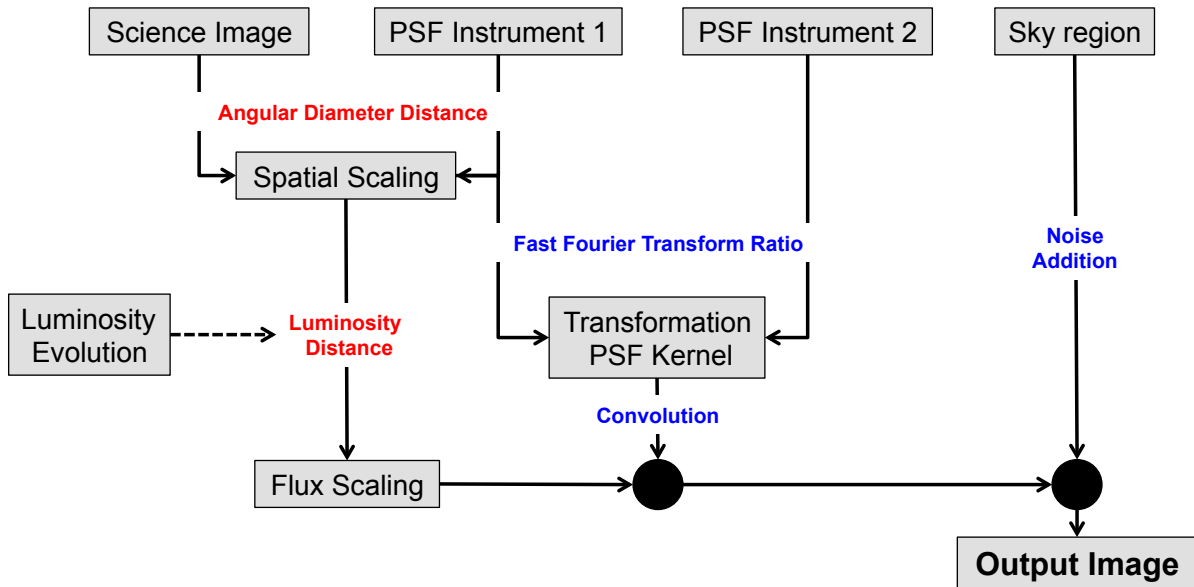 Science Image
PSF Instrument 1
PSF Instrument 2
Sky region
Angular Diameter Distance
Spatial Scaling
Fast Fourier Transform Ratio
Noise
Addition
Luminosity
Evolution
Luminosity
Distance
Transformation
PSF Kernel
Convolution
Flux Scaling
Output Image